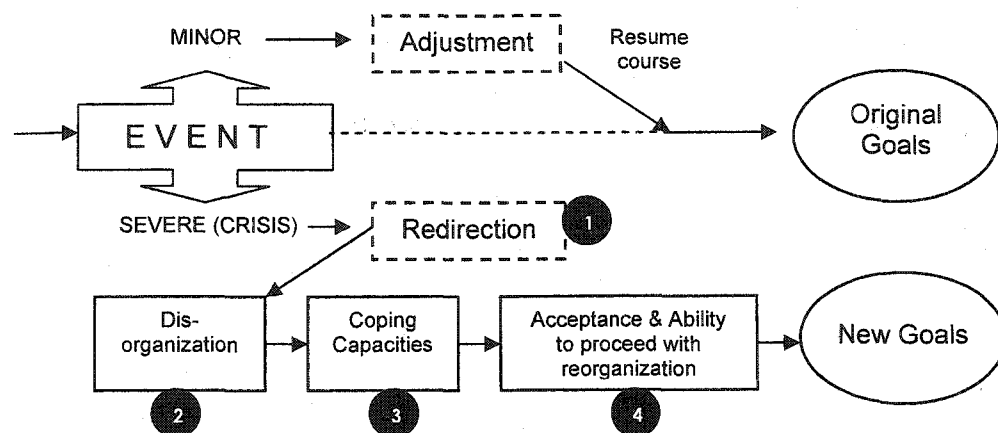 MINOR
Adjustment
Resume
course
EVENT
Original
Goals
SEVERE (CRISIS)
Redirection
1
Dis-
organization
2
Coping
Capacities
3
Acceptance & Ability
to proceed with
reorganization
4
New Goals